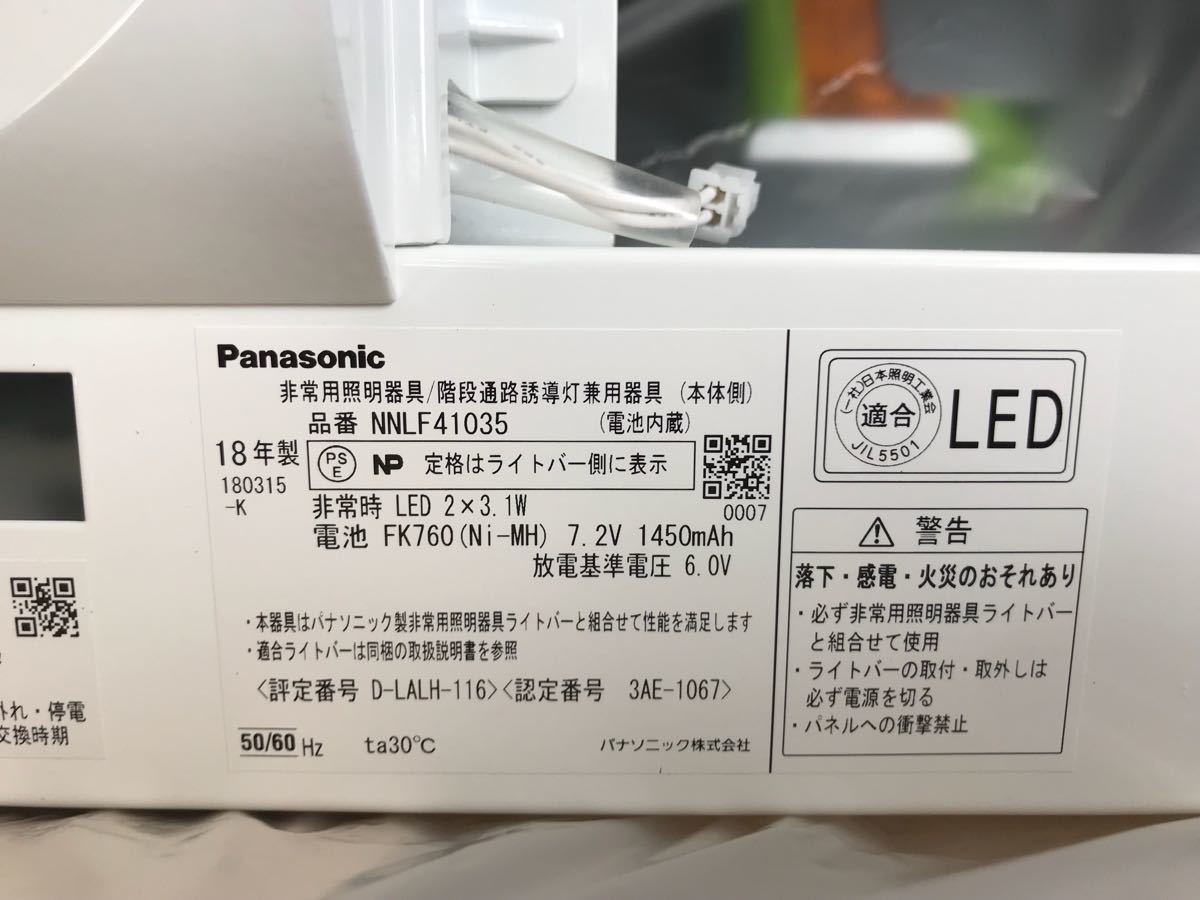 Panasonic
非常用照明器具/階段通路誘導灯兼用器具 (本体側)
品番 NNLF41035 (電池内蔵)
18年製
180315
-K
PS
E
NP 定格はライトバー側に表示
0007
非常時 LED 2×3.1W
電池 FK760(Ni-MH) 7.2V 1450mAh
放電基準電圧 6.0V
・本器具はパナソニック製非常用照明器具ライトバーと組合せて性能を満足します
・適合ライトバーは同梱の取扱説明書を参照
<評定番号 D-LALH-116><認定番号 3AE-1067>
50/60 Hz ta30℃ パナソニック株式会社
(一社)日本照明工業会
適合
JIL5501
LED
警告
落下・感電・火災のおそれあり
・必ず非常用照明器具ライトバー
と組合せて使用
・ライトバーの取付・取外しは
必ず電源を切る
・パネルへの衝撃禁止
外れ・停電
交換時期